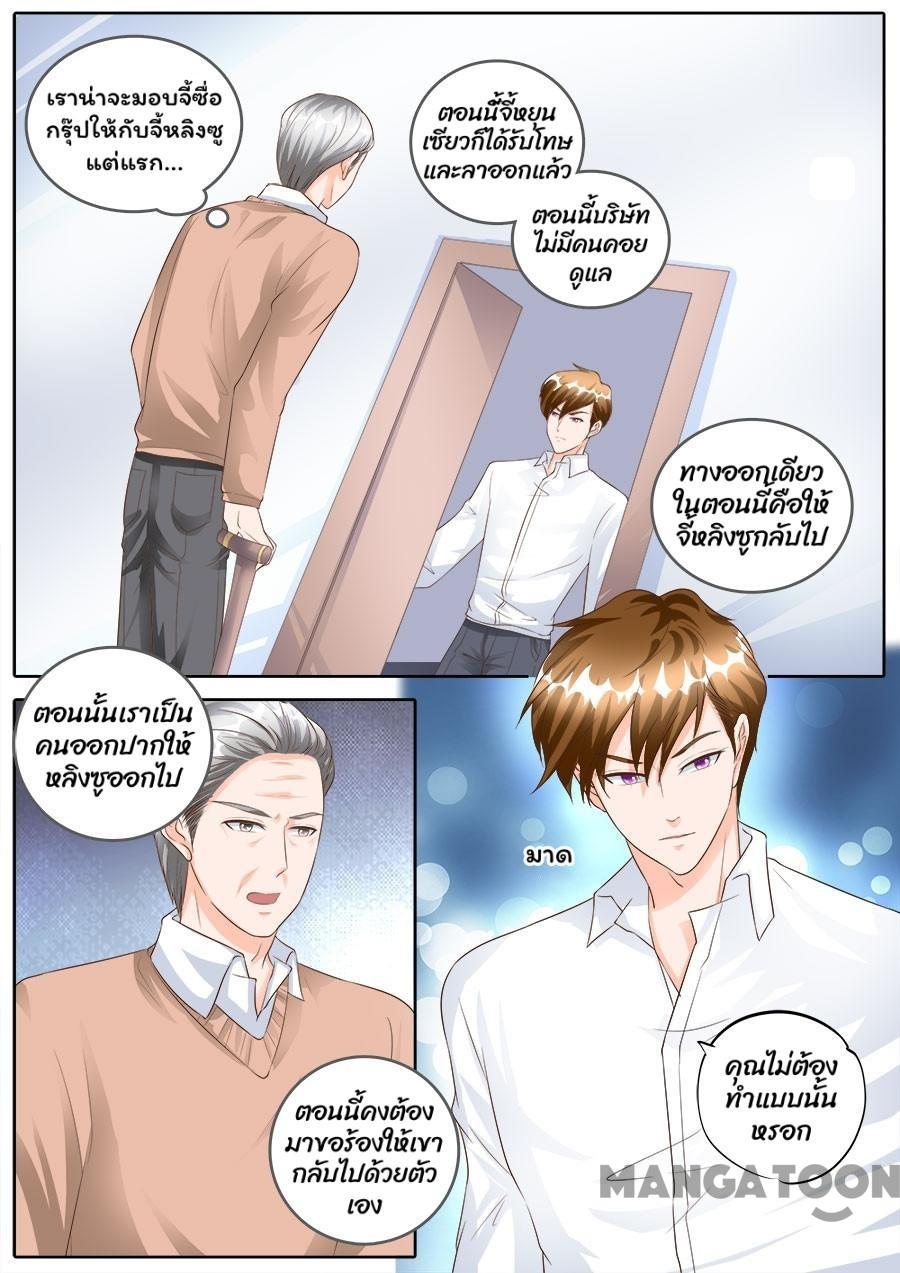 เราน่าจะมอบจี้ซื่อ
กรุ๊ปให้กับจี้หลิงซู
แต่แรก...
ตอนนี้จี้หยุน
เซียวก็ได้รับโทษ
และลาออกแล้ว
ตอนนี้บริษัท
ไม่มีคนคอย
ดูแล
ทางออกเดียว
ในตอนนี้คือให้
จี้หลิงซูกลับไป
ตอนนั้นเราเป็น
คนออกปากให้
หลิงซูออกไป
มาด
ตอนนี้คงต้อง
มาขอร้องให้เขา
กลับไปด้วยตัว
เอง
คุณไม่ต้อง
ทำแบบนั้น
หรอก
MANGATOON